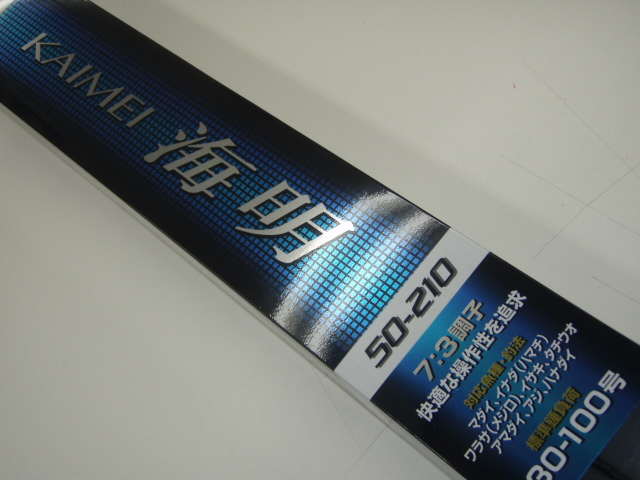 KAIMEI
海明
50-210
7:3調子
快適な操作性を追求
対応魚種・釣法
マダイ、イナダ(ハマチ)
ワラサ(メジロ)、イサキ、タチウオ
アマダイ、アジ、ハナダイ
標準錘負荷
80-100号